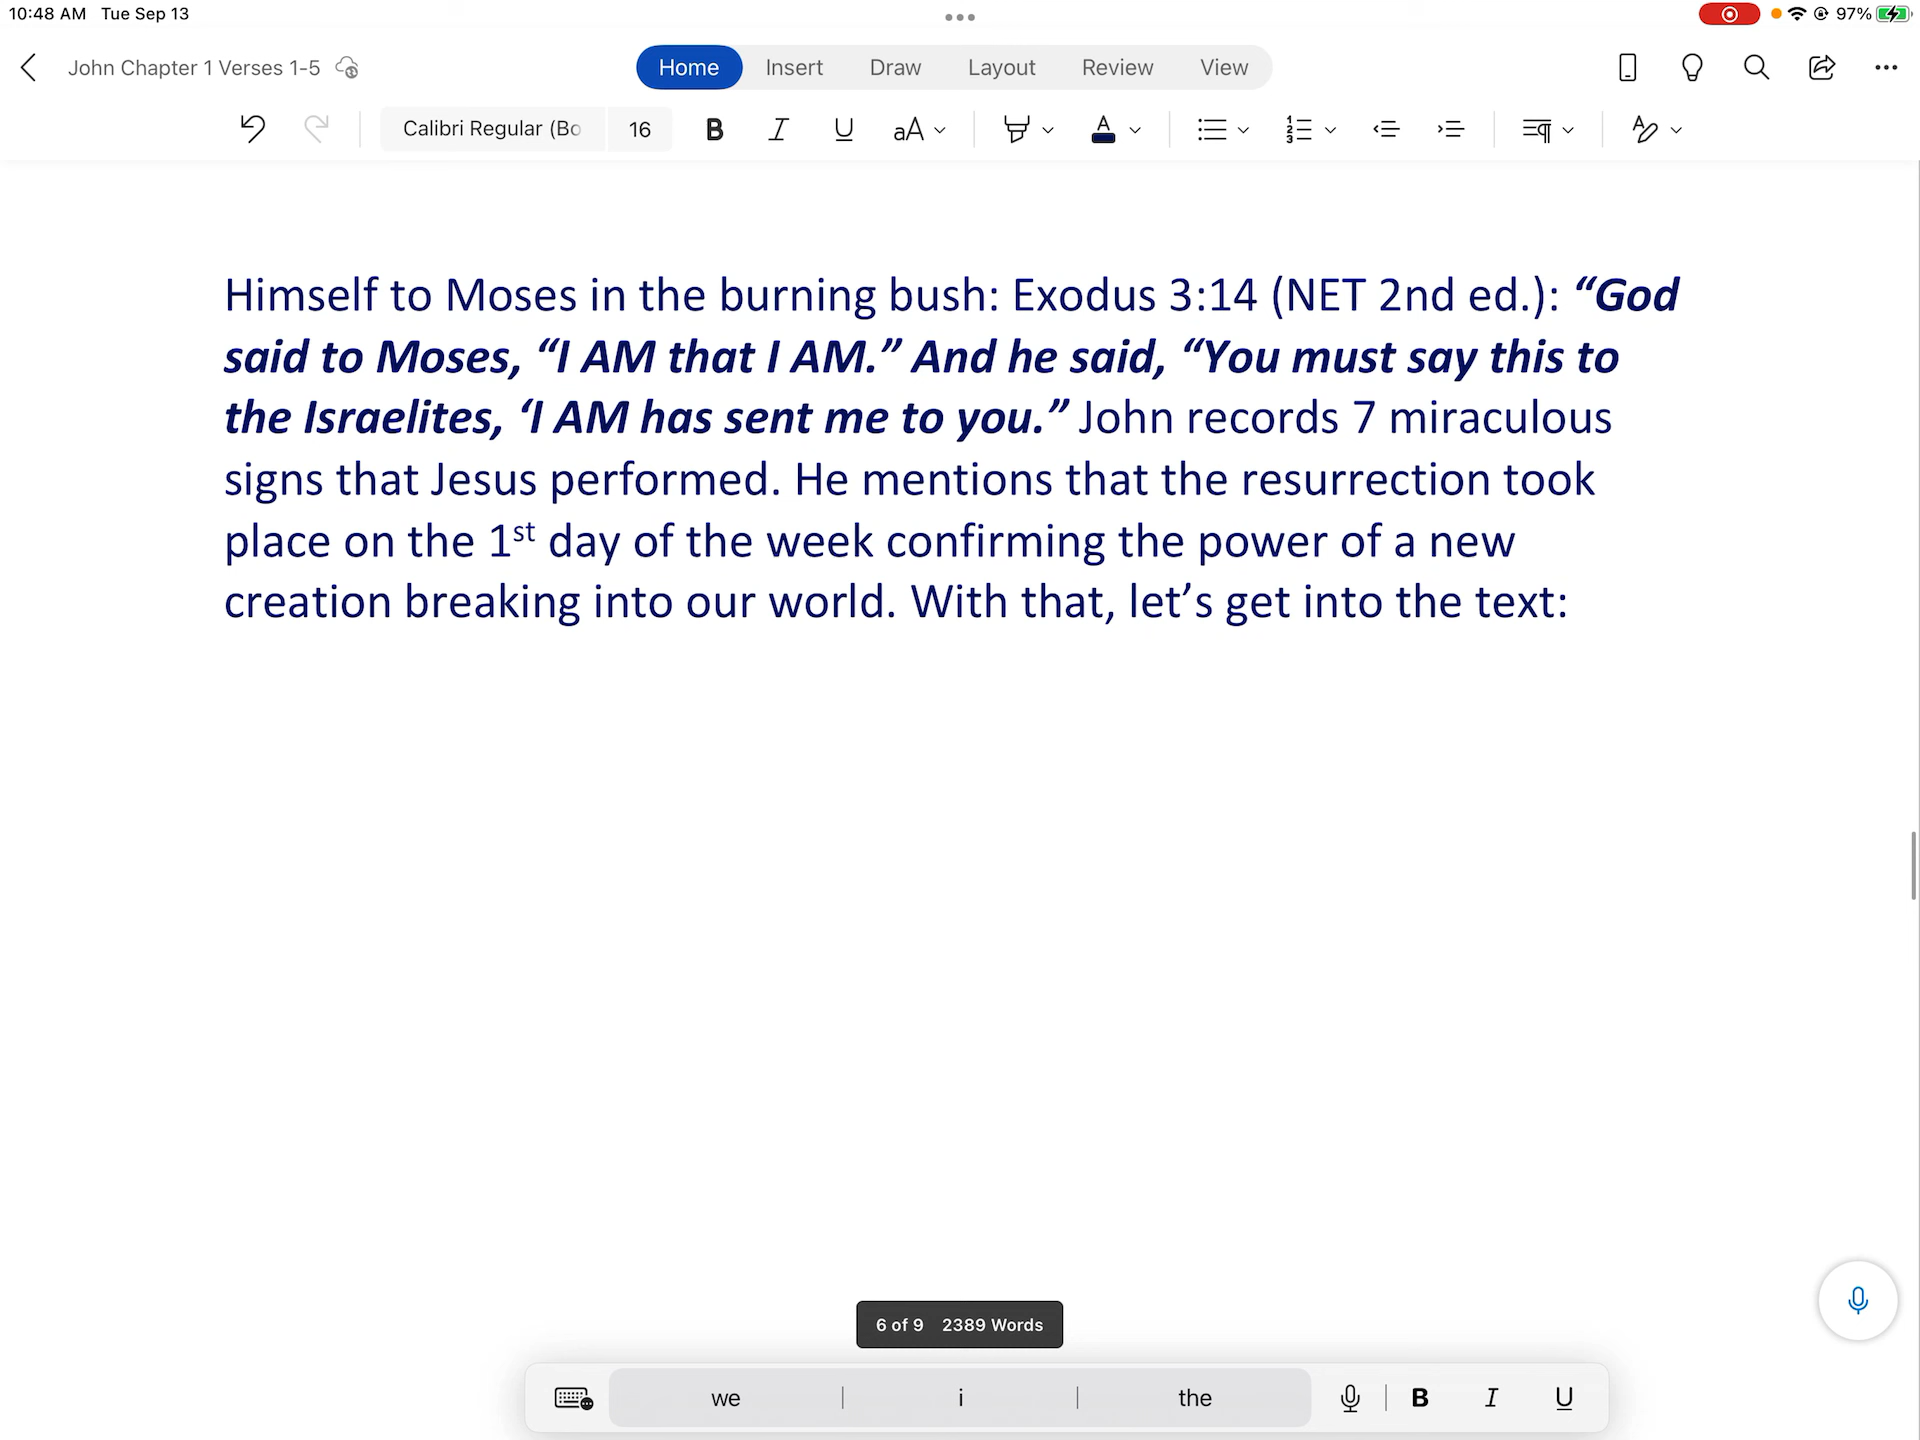 10:48 AM Tue Sep 13
97%
John Chapter 1 Verses 1-5
Home Insert Draw Layout Review View
Calibri Regular (Bo 16 B I U aA A
Himself to Moses in the burning bush: Exodus 3:14 (NET 2nd ed.): “God
said to Moses, “I AM that I AM.” And he said, “You must say this to
the Israelites, ‘I AM has sent me to you.” John records 7 miraculous
signs that Jesus performed. He mentions that the resurrection took
place on the 1st day of the week confirming the power of a new
creation breaking into our world. With that, let’s get into the text:
6 of 9 2389 Words
we i the B I U